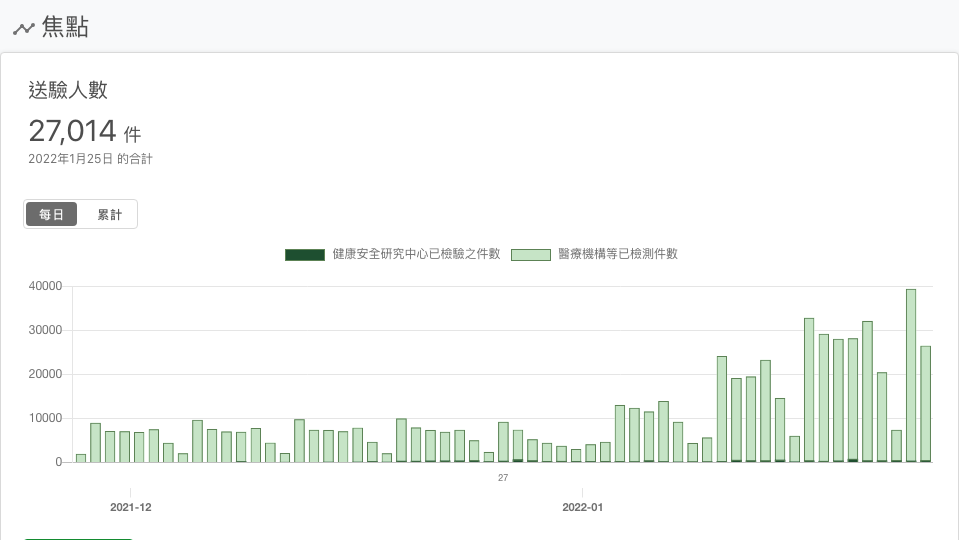 焦點
送驗人數
27,014 件
2022年1月25日 的合計
每日 累計
健康安全研究中心已檢驗之件數 醫療機構等已檢測件數
40000
30000
20000
10000
0
27
2021-12 2022-01